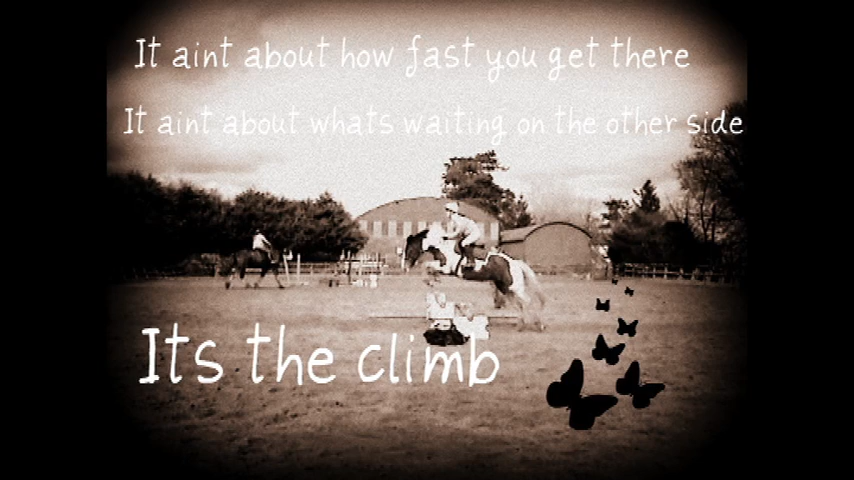 It aint about how fast you get there
It aint about whats waiting on the other side
Its the climb